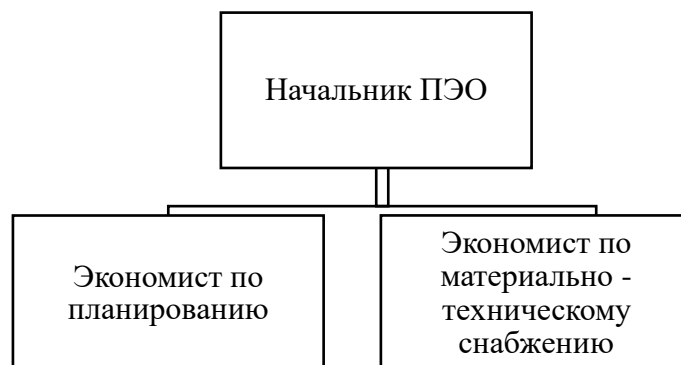 Начальник ПЭО
Экономист по
планированию
Экономист по
материально -
техническому
снабжению